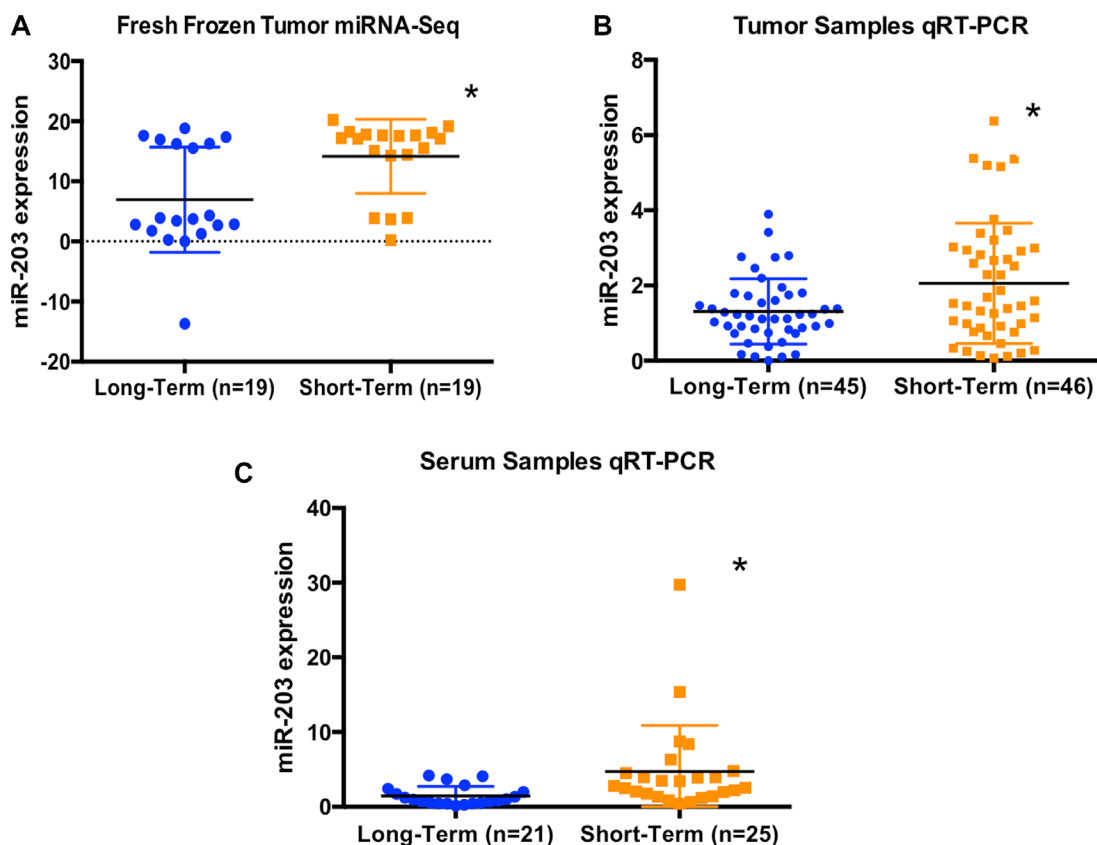 A
Fresh Frozen Tumor miRNA-Seq
miR-203 expression
30
20
10
0
-10
-20
*
Long-Term (n=19)
Short-Term (n=19)
B
Tumor Samples qRT-PCR
miR-203 expression
8
6
4
2
0
*
Long-Term (n=45)
Short-Term (n=46)
C
Serum Samples qRT-PCR
miR-203 expression
40
30
20
10
0
*
Long-Term (n=21)
Short-Term (n=25)